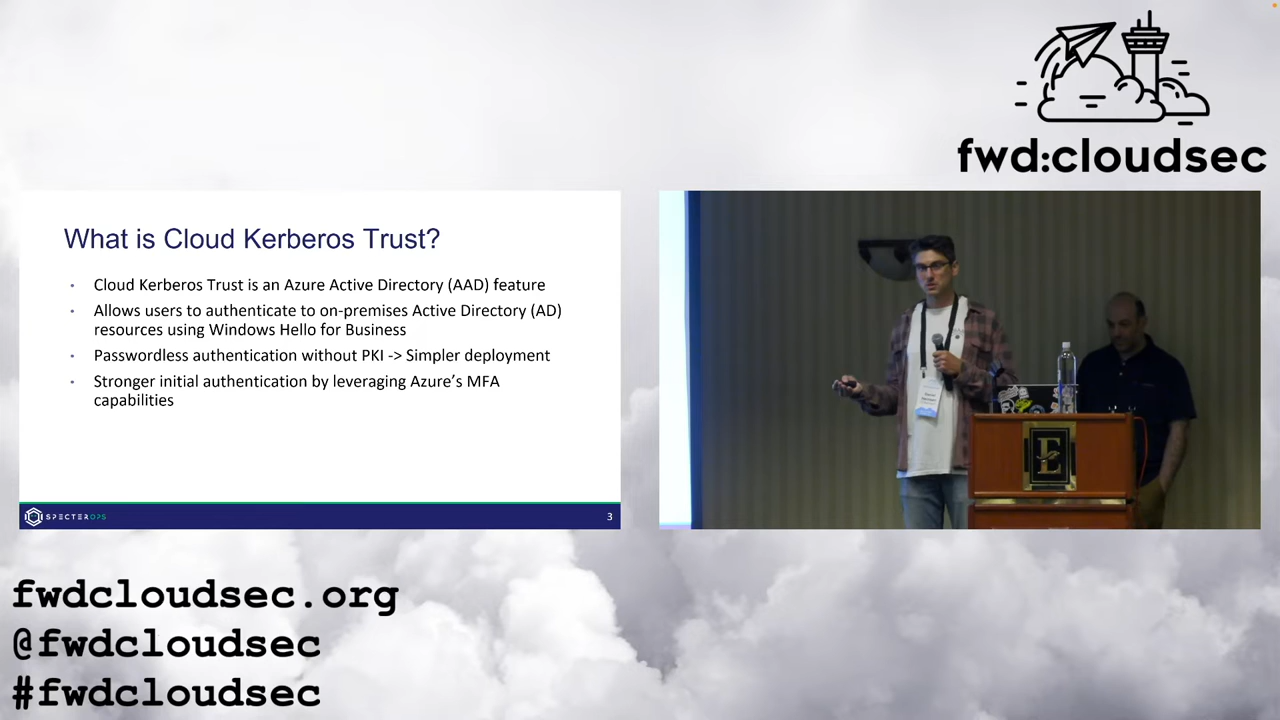 fwd:cloudsec
What is Cloud Kerberos Trust?
• Cloud Kerberos Trust is an Azure Active Directory (AAD) feature
• Allows users to authenticate to on-premises Active Directory (AD)
resources using Windows Hello for Business
• Passwordless authentication without PKI -> Simpler deployment
• Stronger initial authentication by leveraging Azure’s MFA
capabilities
SPECTEROPS
3
E
fwdcloudsec.org
@fwdcloudsec
#fwdcloudsec